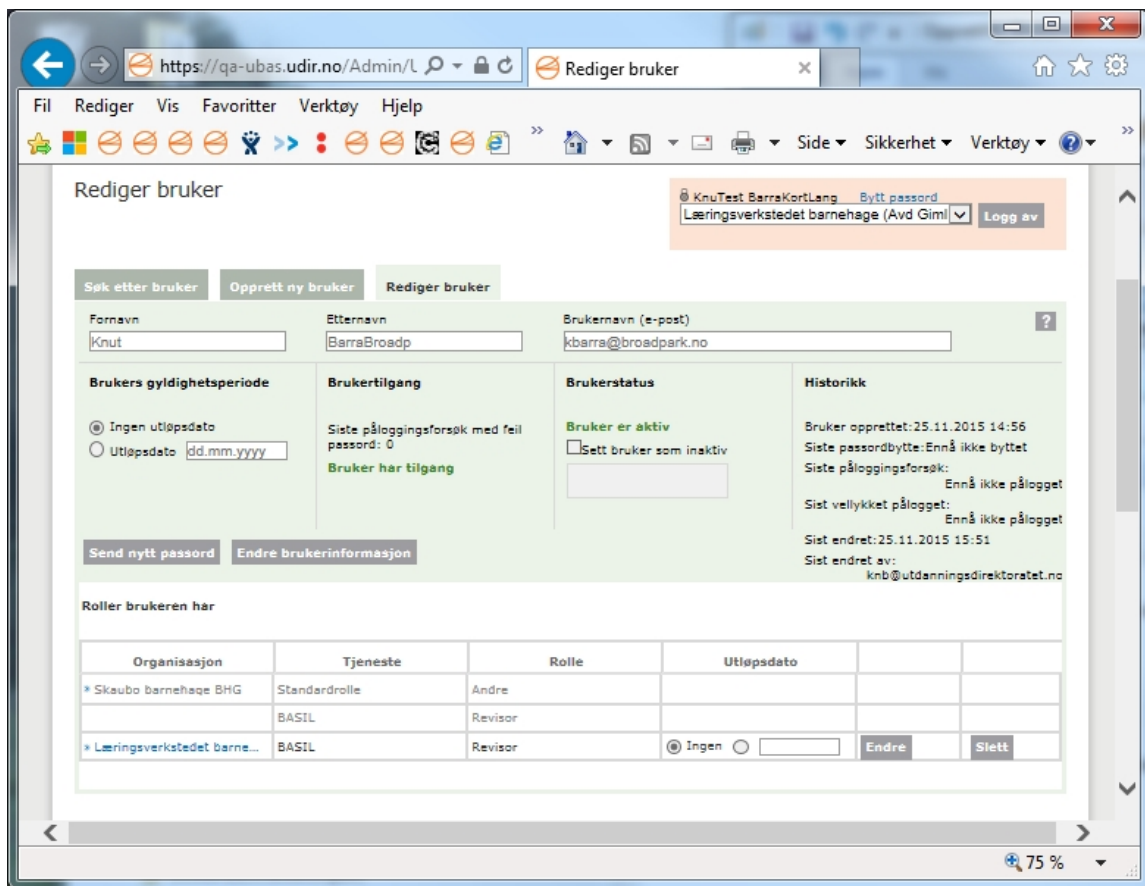 https://qa-ubas.udir.no/Admin/U
Rediger bruker
Fil Rediger Vis Favoritter Verktøy Hjelp
Side Sikkerhet Verktøy
Rediger bruker
KnuTest BarraKortLang Bytt passord
Læringsverkstedet barnehage (Avd Giml
Logg av
Søk etter bruker Opprett ny bruker Rediger bruker
Fornavn Etternavn Brukernavn (e-post)
?
Knut BarraBroadp kbarra@broadpark.no
Brukers gyldighetsperiode Brukertilgang Brukerstatus Historikk
Ingen utløpsdato
Utløpsdato dd.mm.yyyy
Siste påloggingsforsøk med feil
passord: 0
Bruker har tilgang
Bruker er aktiv
Sett bruker som inaktiv
Bruker opprettet:25.11.2015 14:56
Siste passordbytte:Ennå ikke byttet
Siste påloggingsforsøk:
Ennå ikke pålogget
Sist vellykket pålogget:
Ennå ikke pålogget
Sist endret:25.11.2015 15:51
Sist endret av:
knb@utdanningsdirektoratet.no
Send nytt passord Endre brukerinformasjon
Roller brukeren har
Organisasjon Tjeneste Rolle Utløpsdato
» Skaubo barnehage BHG Standardrolle Andre
BASIL Revisor
» Læringsverkstedet barne... BASIL Revisor Ingen Endre Slett
75 %